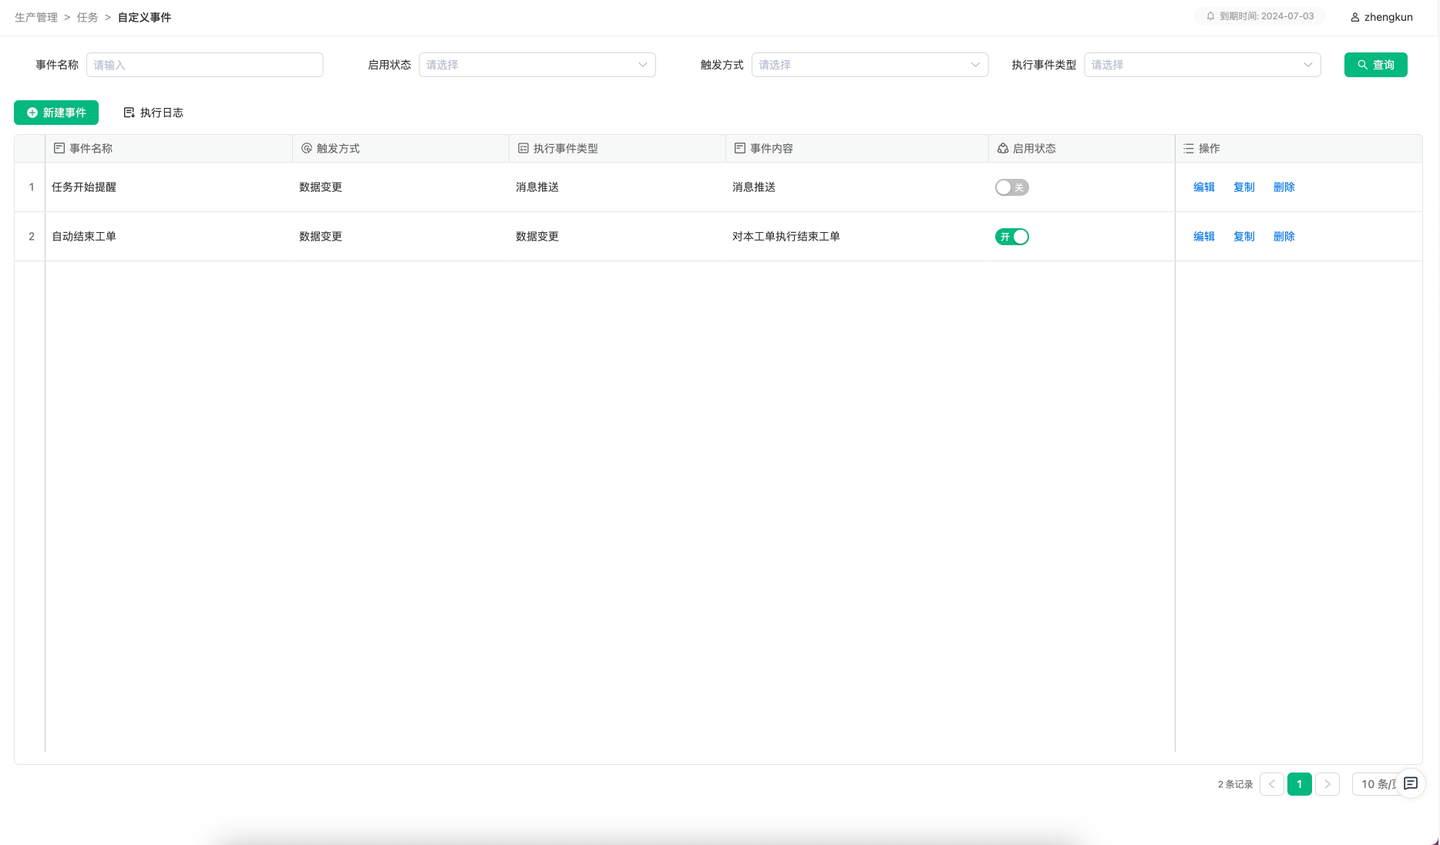 生产管理 > 任务 > 自定义事件
到期时间: 2024-07-03
zhengkun
事件名称 请输入 启用状态 请选择 触发方式 请选择 执行事件类型 请选择 查询
新建事件 执行日志
事件名称 触发方式 执行事件类型 事件内容 启用状态 操作
1 任务开始提醒 数据变更 消息推送 消息推送 关 编辑 复制 删除
2 自动结束工单 数据变更 数据变更 对本工单执行结束工单 开 编辑 复制 删除
2 条记录 < 1 > 10 条/